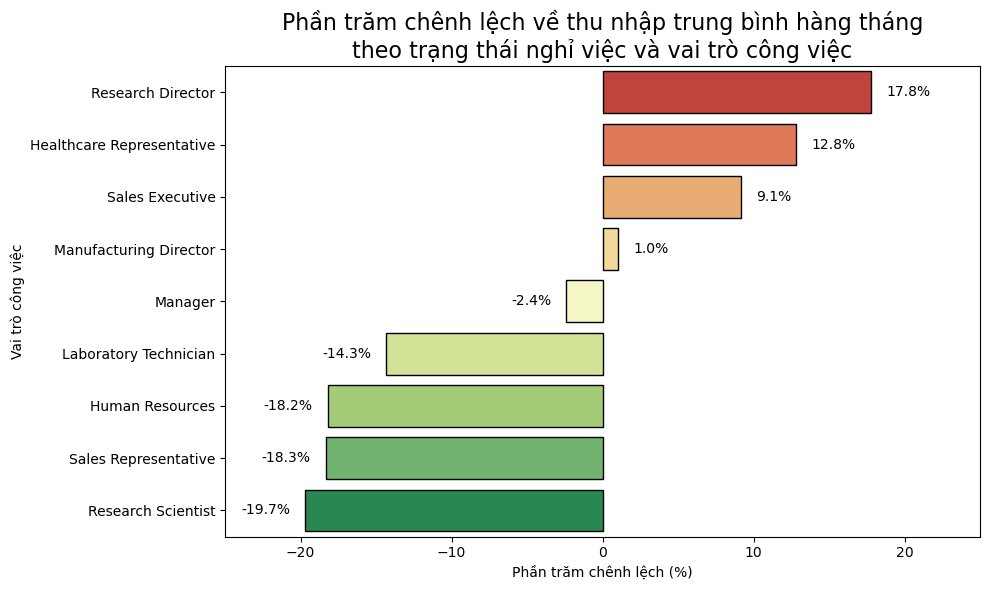 Phần trăm chênh lệch về thu nhập trung bình hàng tháng
theo trạng thái nghỉ việc và vai trò công việc
Vai trò công việc
Research Director
17.8%
Healthcare Representative
12.8%
Sales Executive
9.1%
Manufacturing Director
1.0%
Manager
-2.4%
Laboratory Technician
-14.3%
Human Resources
-18.2%
Sales Representative
-18.3%
Research Scientist
-19.7%
−20
−10
0
10
20
Phần trăm chênh lệch (%)